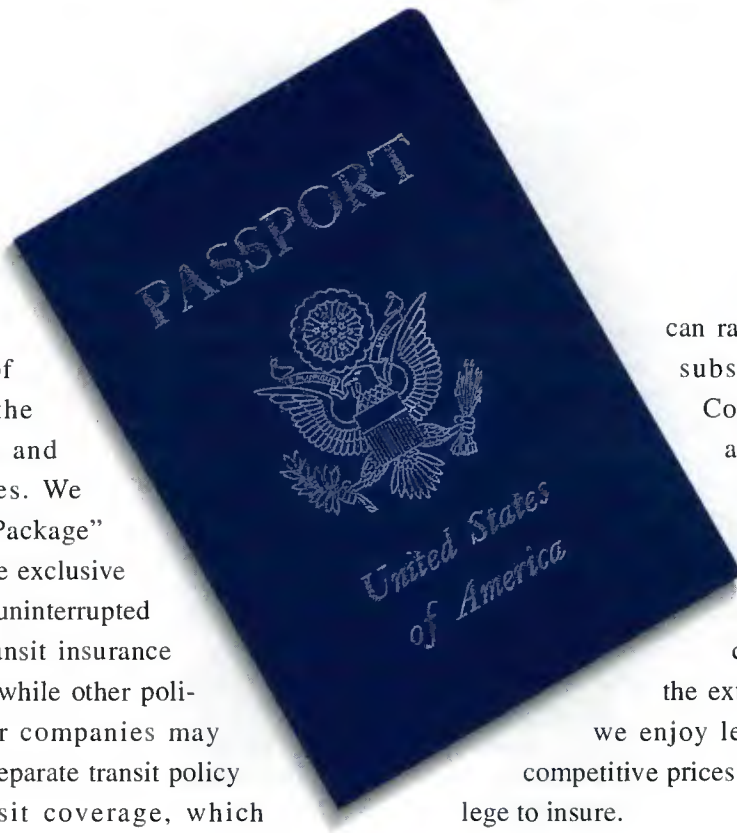 PASSPORT
United States
of America
of
the
and
es. We
Package”
e exclusive
uninterrupted
nsit insurance
while other poli-
r companies may
eparate transit policy
sit coverage, which
can ra
subs
Co
a
c
the ex
we enjoy le
competitive prices
lege to insure.